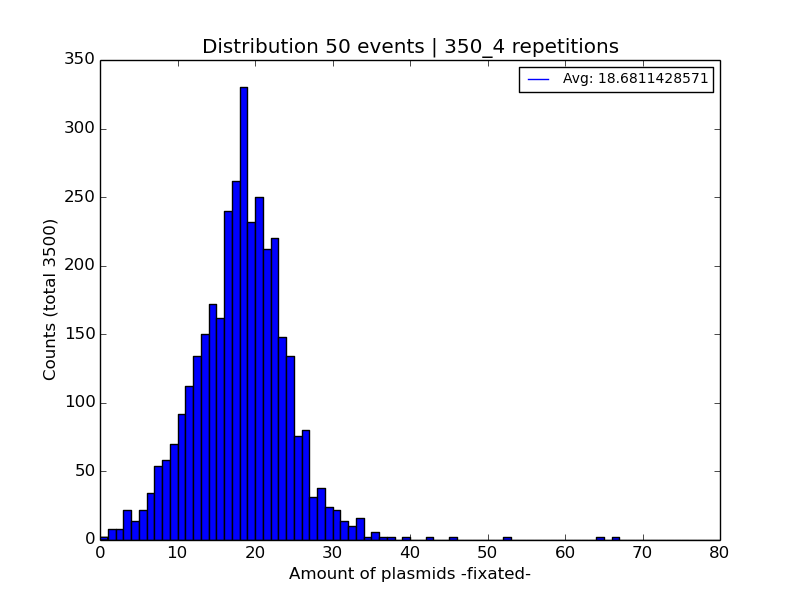 Distribution 50 events | 350_4 repetitions
Avg: 18.6811428571
350
300
250
200
150
100
50
0
Counts (total 3500)
0 10 20 30 40 50 60 70 80
Amount of plasmids -fixated-